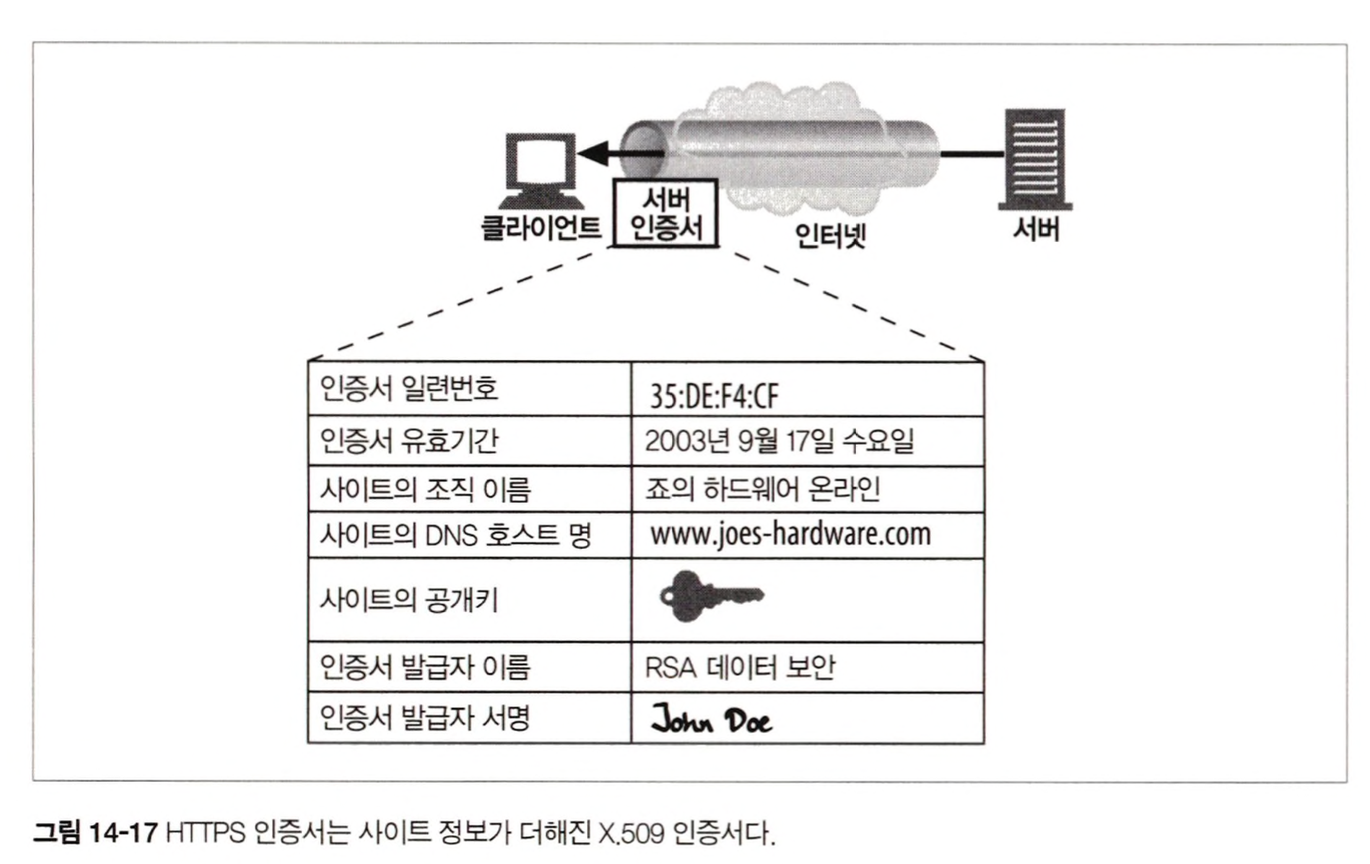 클라이언트
서버
인증서
인터넷
서버
인증서 일련번호 35:DE:F4:CF
인증서 유효기간 2003년 9월 17일 수요일
사이트의 조직 이름 죠의 하드웨어 온라인
사이트의 DNS 호스트 명 www.joes-hardware.com
사이트의 공개키
인증서 발급자 이름 RSA 데이터 보안
인증서 발급자 서명 John Doe
그림 14-17 HTTPS 인증서는 사이트 정보가 더해진 X.509 인증서다.